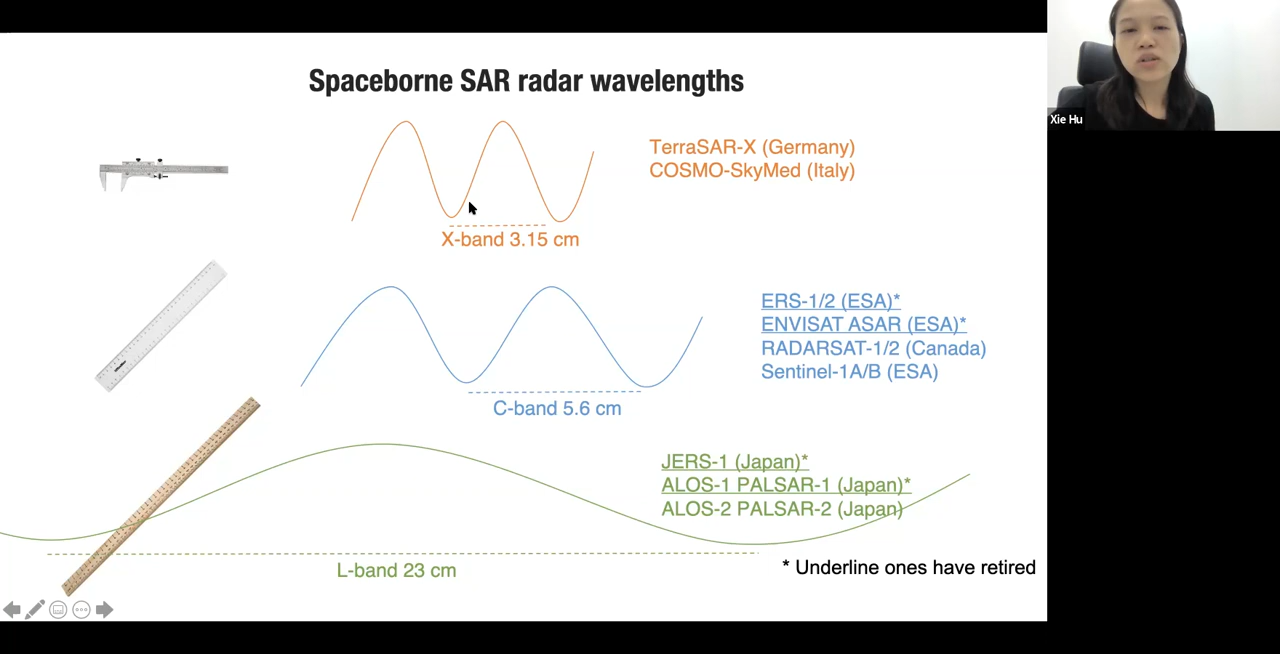 Spaceborne SAR radar wavelengths
TerraSAR-X (Germany)
COSMO-SkyMed (Italy)
X-band 3.15 cm
ERS-1/2 (ESA)*
ENVISAT ASAR (ESA)*
RADARSAT-1/2 (Canada)
Sentinel-1A/B (ESA)
C-band 5.6 cm
JERS-1 (Japan)*
ALOS-1 PALSAR-1 (Japan)*
ALOS-2 PALSAR-2 (Japan)
L-band 23 cm
* Underline ones have retired
Xie Hu